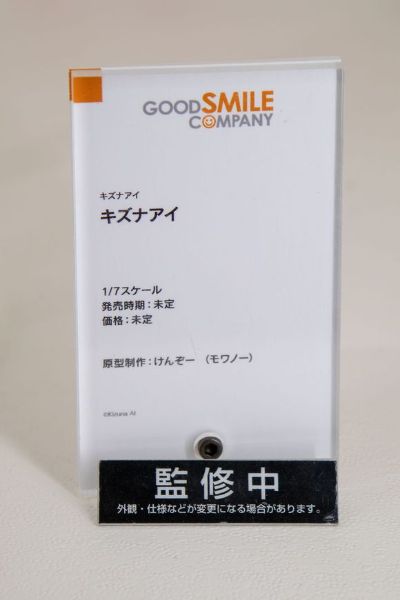 GOOD SMILE
COMPANY
キズナアイ
キズナアイ
1/7スケール
発売時期：未定
価格：未定
原型制作：けんぞー （モワノー）
©Kizuna AI
監修中
外観・仕様などが変更になる場合があります。